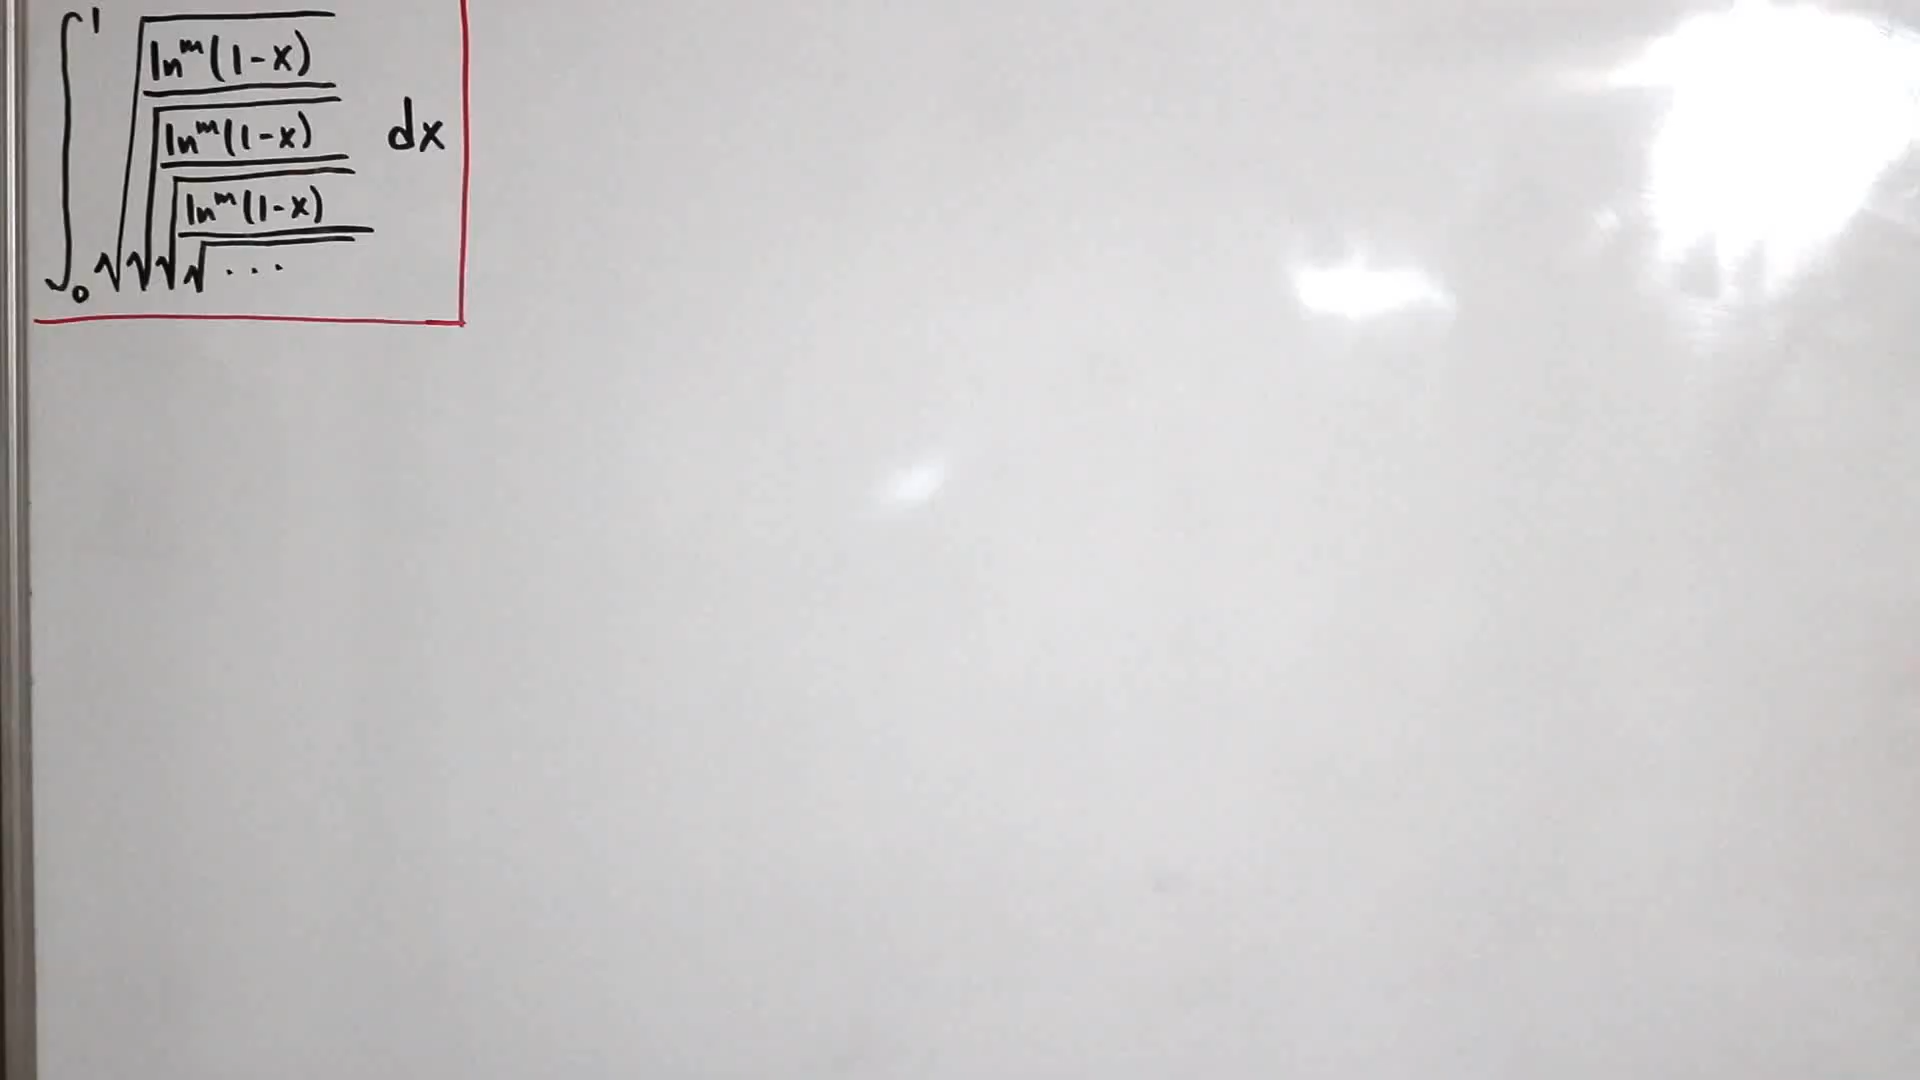 ∫₀¹ √(lnᵐ(1-x) / √(lnᵐ(1-x) / √(lnᵐ(1-x) / √...))) dx